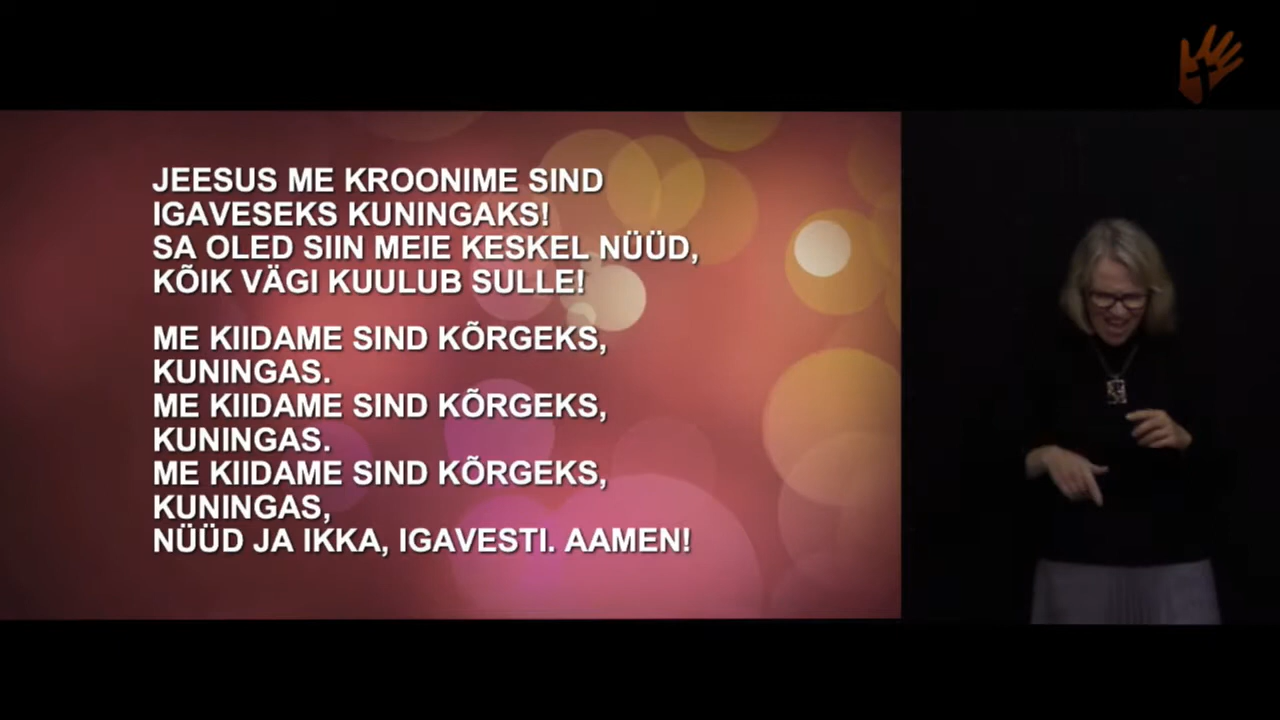 JEESUS ME KROONIME SIND
IGAVESEKS KUNINGAKS!
SA OLED SIIN MEIE KESKEL NÜÜD,
KÕIK VÄGI KUULUB SULLE!
ME KIIDAME SIND KÕRGEKS,
KUNINGAS.
ME KIIDAME SIND KÕRGEKS,
KUNINGAS.
ME KIIDAME SIND KÕRGEKS,
KUNINGAS,
NÜÜD JA IKKA, IGAVESTI. AAMEN!